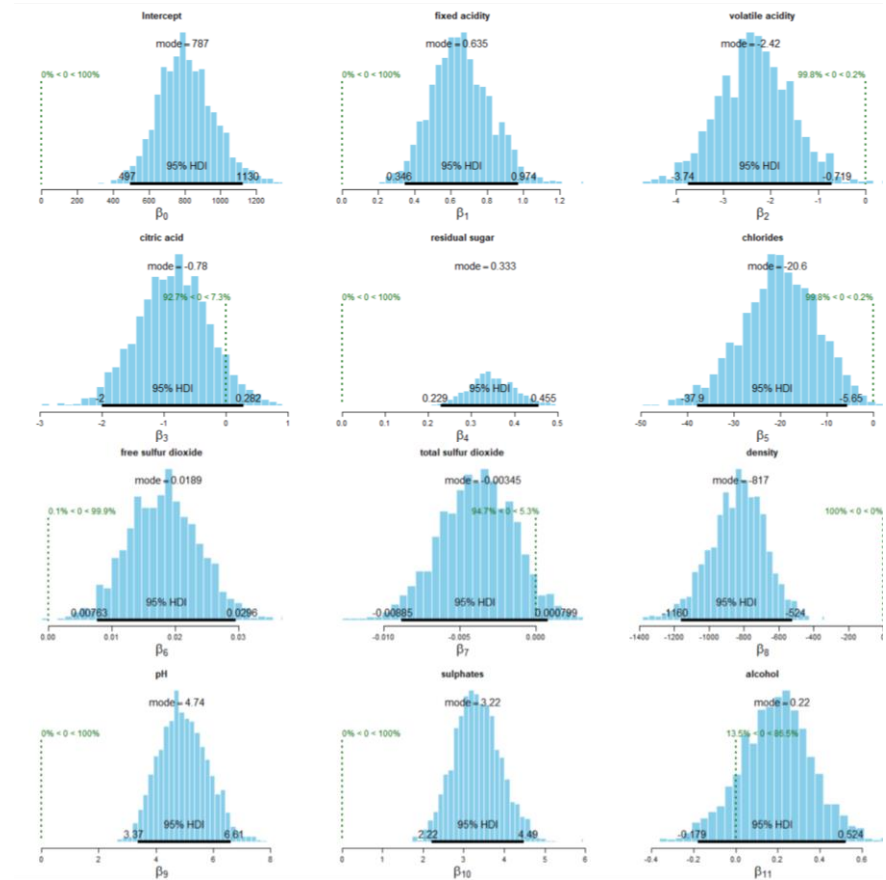 Intercept
mode = 787
0% < 0 < 100%
95% HDI
497
1130
0 200 400 600 800 1000 1200
β0
fixed acidity
mode = 0.635
0% < 0 < 100%
95% HDI
0.346
0.974
0.0 0.2 0.4 0.6 0.8 1.0 1.2
β1
volatile acidity
mode = -2.42
99.8% < 0 < 0.2%
95% HDI
-3.74
-0.719
-4 -3 -2 -1 0
β2
citric acid
mode = -0.78
92.7% < 0 < 7.3%
95% HDI
-2
0.282
-3 -2 -1 0 1
β3
residual sugar
mode = 0.333
0% < 0 < 100%
95% HDI
0.229
0.455
0.0 0.1 0.2 0.3 0.4 0.5
β4
chlorides
mode = -20.6
99.8% < 0 < 0.2%
95% HDI
-37.9
-5.65
-50 -40 -30 -20 -10 0
β5
free sulfur dioxide
mode = 0.0189
0.1% < 0 < 99.9%
95% HDI
0.00763
0.0296
0.00 0.01 0.02 0.03
β6
total sulfur dioxide
mode = -0.00345
94.7% < 0 < 5.3%
95% HDI
-0.00885
0.000799
-0.010 -0.005 0.000
β7
density
mode = -817
100% < 0 < 0%
95% HDI
-1160
-524
-1400 -1200 -1000 -800 -600 -400 -200 0
β8
pH
mode = 4.74
0% < 0 < 100%
95% HDI
3.37
6.61
0 2 4 6 8
β9
sulphates
mode = 3.22
0% < 0 < 100%
95% HDI
2.22
4.49
0 1 2 3 4 5 6
β10
alcohol
mode = 0.22
13.5% < 0 < 86.5%
95% HDI
-0.179
0.524
-0.4 -0.2 0.0 0.2 0.4 0.6
β11